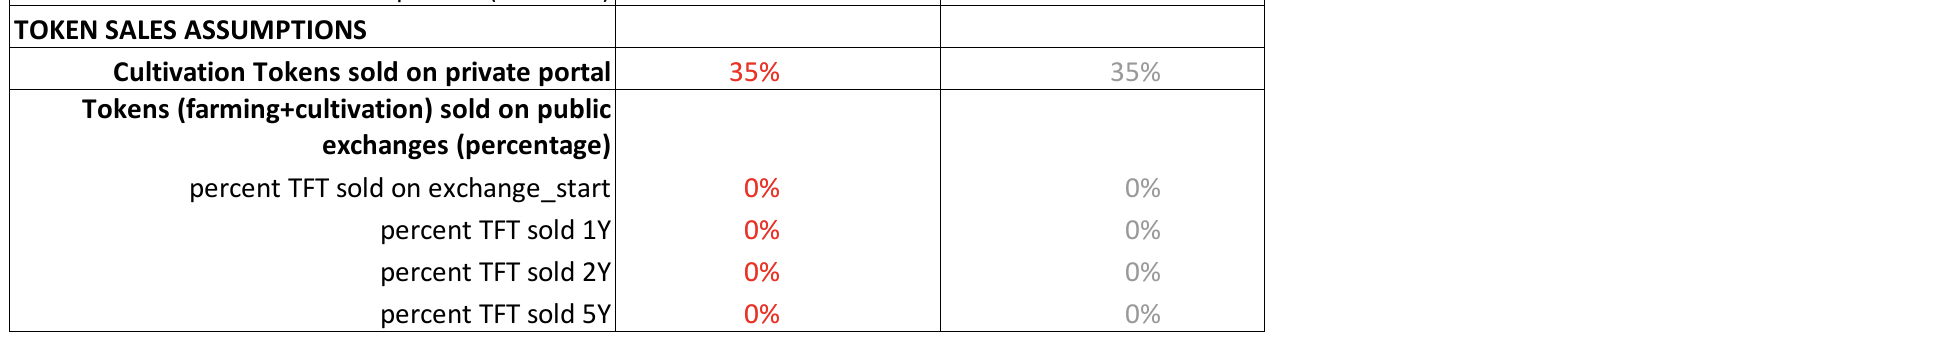 TOKEN SALES ASSUMPTIONS
Cultivation Tokens sold on private portal 35% 35%
Tokens (farming+cultivation) sold on public
exchanges (percentage)
percent TFT sold on exchange_start 0% 0%
percent TFT sold 1Y 0% 0%
percent TFT sold 2Y 0% 0%
percent TFT sold 5Y 0% 0%